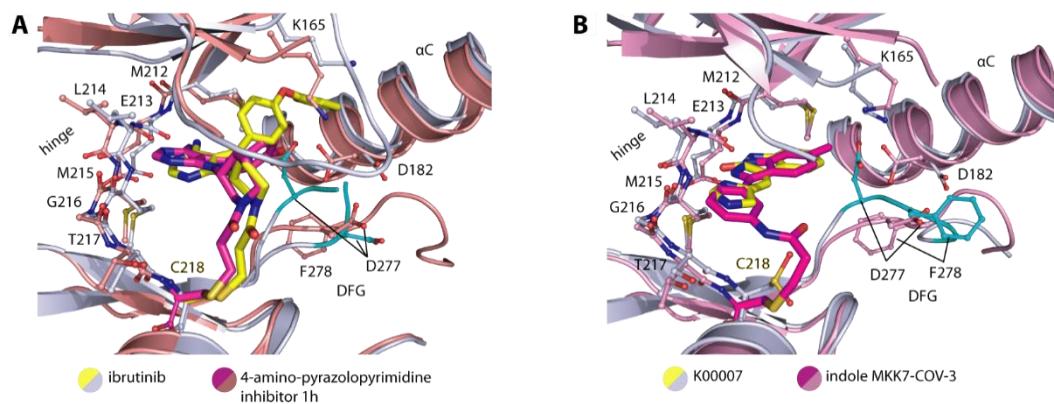 A
K165
αC
M212
L214
E213
hinge
M215
D182
G216
T217
C218
F278
D277
DFG
ibrutinib
4-amino-pyrazolopyrimidine
inhibitor 1h
B
αC
K165
M212
L214
E213
hinge
M215
D182
G216
T217
C218
D277
F278
DFG
K00007
indole MKK7-COV-3